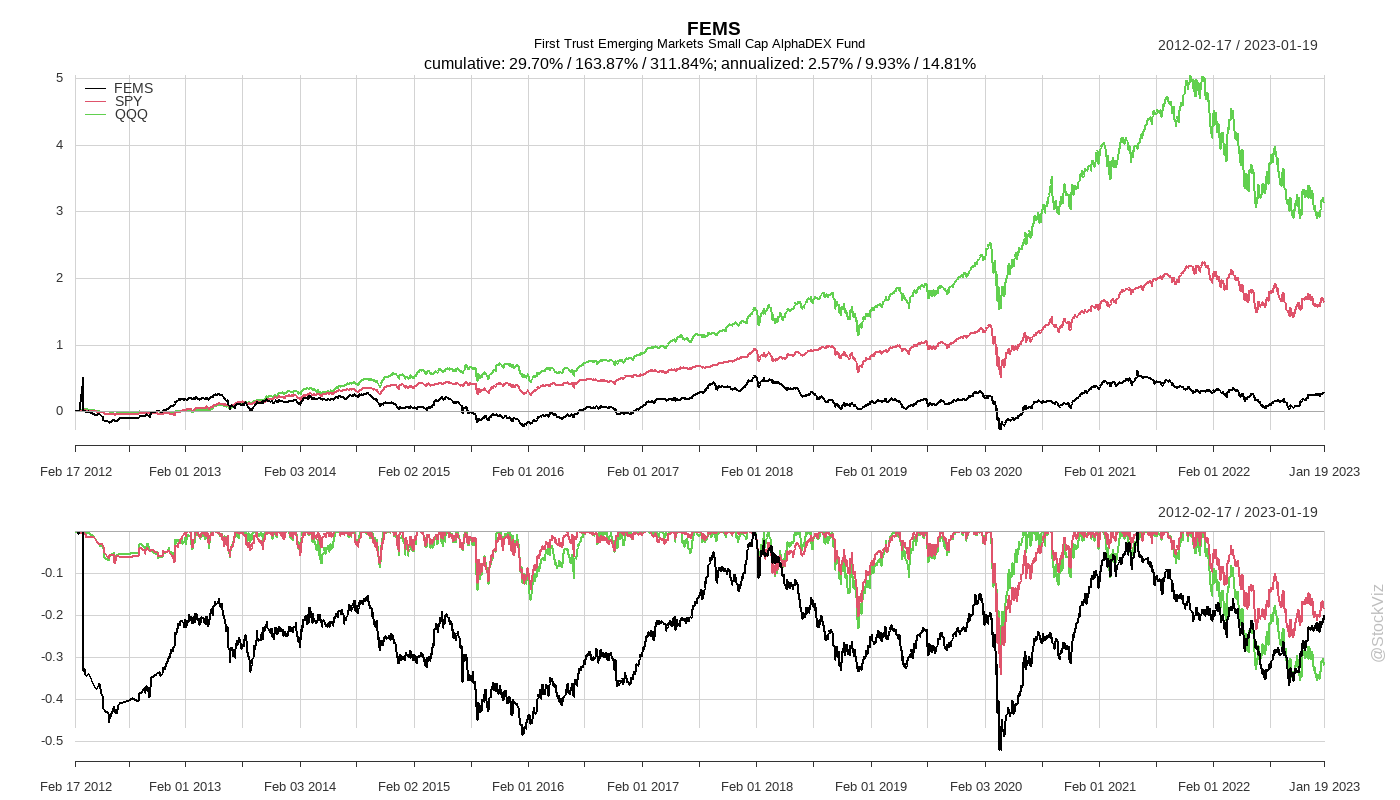 FEMS
First Trust Emerging Markets Small Cap AlphaDEX Fund
2012-02-17 / 2023-01-19
cumulative: 29.70% / 163.87% / 311.84%; annualized: 2.57% / 9.93% / 14.81%
5
4
3
2
1
0
FEMS
SPY
QQQ
Feb 17 2012 Feb 01 2013 Feb 03 2014 Feb 02 2015 Feb 01 2016 Feb 01 2017 Feb 01 2018 Feb 01 2019 Feb 03 2020 Feb 01 2021 Feb 01 2022 Jan 19 2023
2012-02-17 / 2023-01-19
-0.1
-0.2
-0.3
-0.4
-0.5
Feb 17 2012 Feb 01 2013 Feb 03 2014 Feb 02 2015 Feb 01 2016 Feb 01 2017 Feb 01 2018 Feb 01 2019 Feb 03 2020 Feb 01 2021 Feb 01 2022 Jan 19 2023
@StockViz